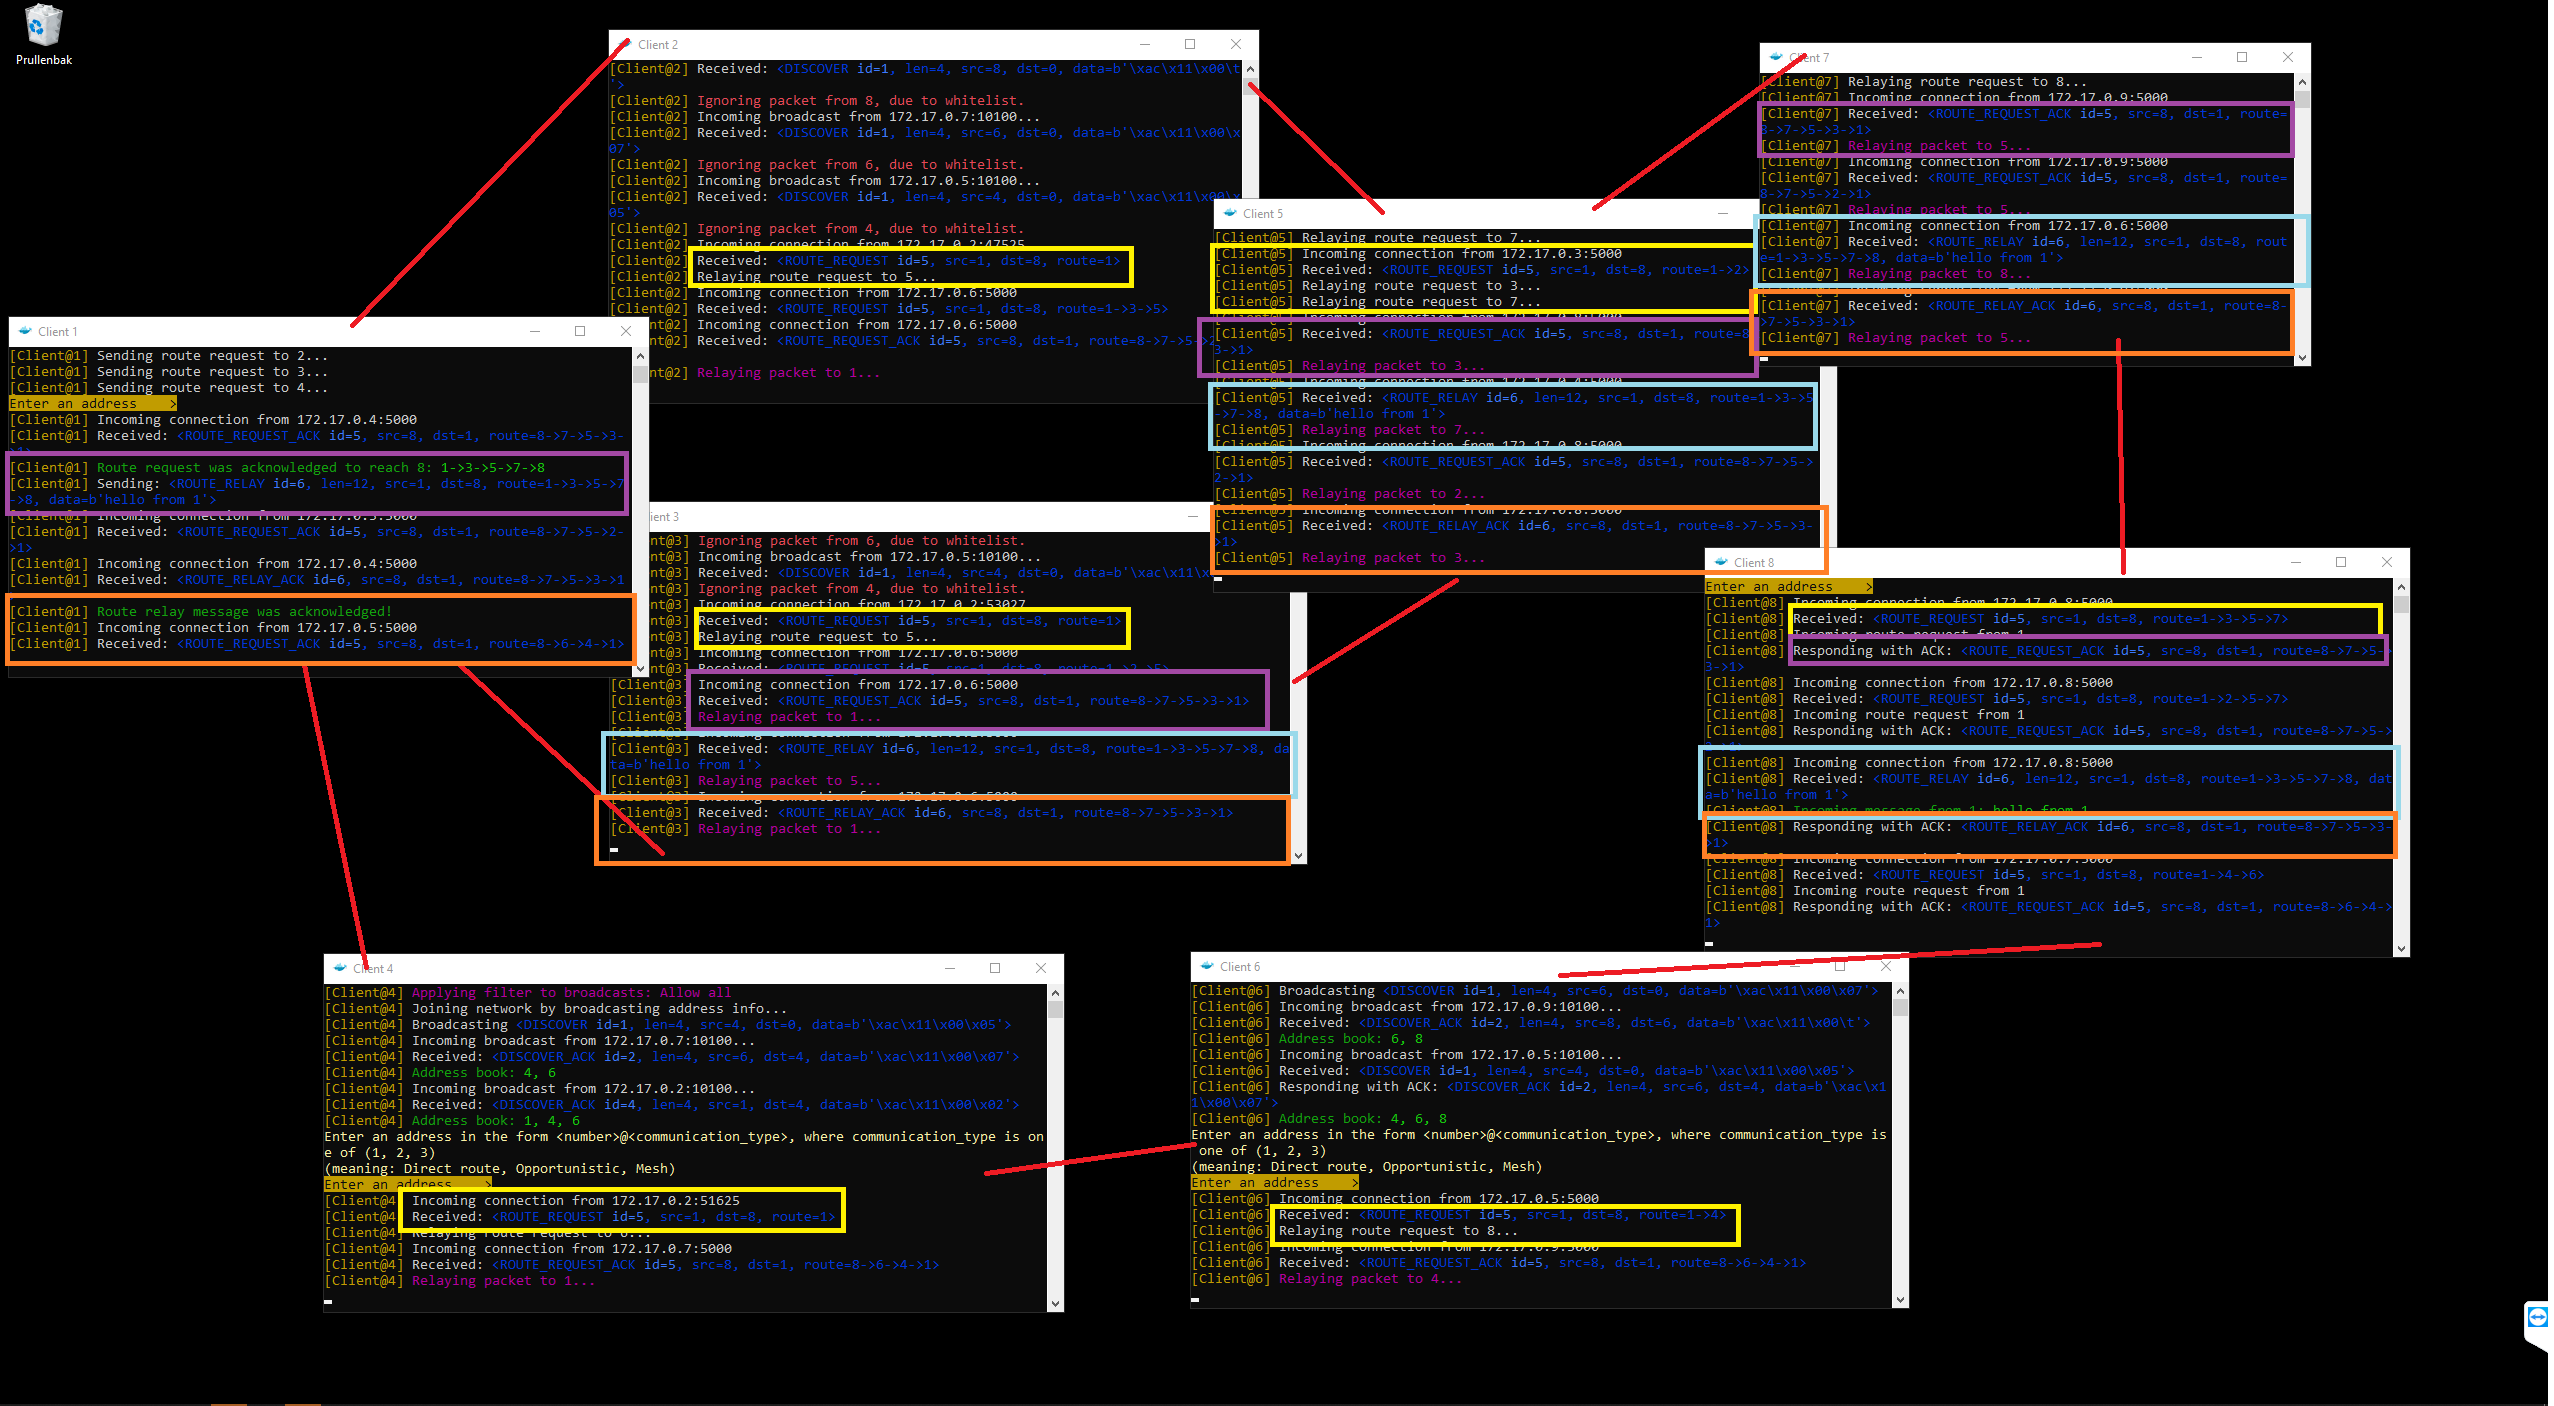 Prullenbak
Client 2
[Client@2] Received: <DISCOVER id=1, len=4, src=8, dst=0, data=b'\xac\x11\x00\t
'>
[Client@2] Ignoring packet from 8, due to whitelist.
[Client@2] Incoming broadcast from 172.17.0.7:10100...
[Client@2] Received: <DISCOVER id=1, len=4, src=6, dst=0, data=b'\xac\x11\x00\x
07'>
[Client@2] Ignoring packet from 6, due to whitelist.
[Client@2] Incoming broadcast from 172.17.0.5:10100...
[Client@2] Received: <DISCOVER id=1, len=4, src=4, dst=0, data=b'\xac\x11\x00\x
05'>
[Client@2] Ignoring packet from 4, due to whitelist.
[Client@2] Incoming connection from 172.17.0.2:47525
[Client@2] Received: <ROUTE_REQUEST id=5, src=1, dst=8, route=1>
[Client@2] Relaying route request to 5...
[Client@2] Incoming connection from 172.17.0.6:5000
[Client@2] Received: <ROUTE_REQUEST id=5, src=1, dst=8, route=1->3->5>
nt@2] Incoming connection from 172.17.0.6:5000
nt@2] Received: <ROUTE_REQUEST_ACK id=5, src=8, dst=1, route=8->7->5->2
nt@2] Relaying packet to 1...
Client 7
[Client@7] Relaying route request to 8...
[Client@7] Incoming connection from 172.17.0.9:5000
[Client@7] Received: <ROUTE_REQUEST_ACK id=5, src=8, dst=1, route=
8->7->5->3->1>
[Client@7] Relaying packet to 5...
[Client@7] Incoming connection from 172.17.0.9:5000
[Client@7] Received: <ROUTE_REQUEST_ACK id=5, src=8, dst=1, route=
8->7->5->2->1>
[Client@7] Relaying packet to 5...
[Client@7] Incoming connection from 172.17.0.6:5000
[Client@7] Received: <ROUTE_RELAY id=6, len=12, src=1, dst=8, rout
e=1->3->5->7->8, data=b'hello from 1'>
[Client@7] Relaying packet to 8...
[Client@7] Received: <ROUTE_RELAY_ACK id=6, src=8, dst=1, route=8-
>7->5->3->1>
[Client@7] Relaying packet to 5...
Client 5
[Client@5] Relaying route request to 7...
[Client@5] Incoming connection from 172.17.0.3:5000
[Client@5] Received: <ROUTE_REQUEST id=5, src=1, dst=8, route=1->2>
[Client@5] Relaying route request to 3...
[Client@5] Relaying route request to 7...
[Client@5] Received: <ROUTE_REQUEST_ACK id=5, src=8, dst=1, route=8
3->1>
[Client@5] Relaying packet to 3...
[Client@5] Incoming connection from 172.17.0.4:5000
[Client@5] Received: <ROUTE_RELAY id=6, len=12, src=1, dst=8, route=1->3->5
->7->8, data=b'hello from 1'>
[Client@5] Relaying packet to 7...
[Client@5] Incoming connection from 172.17.0.8:5000
[Client@5] Received: <ROUTE_REQUEST_ACK id=5, src=8, dst=1, route=8->7->5->
2->1>
[Client@5] Relaying packet to 2...
[Client@5] Incoming connection from 172.17.0.8:5000
[Client@5] Received: <ROUTE_RELAY_ACK id=6, src=8, dst=1, route=8->7->5->3-
>1>
[Client@5] Relaying packet to 3...
Client 1
[Client@1] Sending route request to 2...
[Client@1] Sending route request to 3...
[Client@1] Sending route request to 4...
Enter an address >
[Client@1] Incoming connection from 172.17.0.4:5000
[Client@1] Received: <ROUTE_REQUEST_ACK id=5, src=8, dst=1, route=8->7->5->3-
>1>
[Client@1] Route request was acknowledged to reach 8: 1->3->5->7->8
[Client@1] Sending: <ROUTE_RELAY id=6, len=12, src=1, dst=8, route=1->3->5->7
->8, data=b'hello from 1'>
[Client@1] Incoming connection from 172.17.0.3:5000
[Client@1] Received: <ROUTE_REQUEST_ACK id=5, src=8, dst=1, route=8->7->5->2-
>1>
[Client@1] Incoming connection from 172.17.0.4:5000
[Client@1] Received: <ROUTE_RELAY_ACK id=6, src=8, dst=1, route=8->7->5->3->1
[Client@1] Route relay message was acknowledged!
[Client@1] Incoming connection from 172.17.0.5:5000
[Client@1] Received: <ROUTE_REQUEST_ACK id=5, src=8, dst=1, route=8->6->4->1>
ient 3
nt@3] Ignoring packet from 6, due to whitelist.
nt@3] Incoming broadcast from 172.17.0.5:10100...
nt@3] Received: <DISCOVER id=1, len=4, src=4, dst=0, data=b'\xac\x11\x
nt@3] Ignoring packet from 4, due to whitelist.
nt@3] Incoming connection from 172.17.0.2:53027
nt@3] Received: <ROUTE_REQUEST id=5, src=1, dst=8, route=1>
nt@3] Relaying route request to 5...
nt@3] Incoming connection from 172.17.0.6:5000
nt@3] Received: <ROUTE_REQUEST id=5, src=1, dst=8, route=1->2->5>
[Client@3] Incoming connection from 172.17.0.6:5000
[Client@3] Received: <ROUTE_REQUEST_ACK id=5, src=8, dst=1, route=8->7->5->3->1>
[Client@3] Relaying packet to 1...
[Client@3] Received: <ROUTE_RELAY id=6, len=12, src=1, dst=8, route=1->3->5->7->8, da
ta=b'hello from 1'>
[Client@3] Relaying packet to 5...
[Client@3] Incoming connection from 172.17.0.6:5000
[Client@3] Received: <ROUTE_RELAY_ACK id=6, src=8, dst=1, route=8->7->5->3->1>
[Client@3] Relaying packet to 1...
Client 8
Enter an address >
[Client@8] Incoming connection from 172.17.0.8:5000
[Client@8] Received: <ROUTE_REQUEST id=5, src=1, dst=8, route=1->3->5->7>
[Client@8] Incoming route request from 1
[Client@8] Responding with ACK: <ROUTE_REQUEST_ACK id=5, src=8, dst=1, route=8->7->5->
3->1>
[Client@8] Incoming connection from 172.17.0.8:5000
[Client@8] Received: <ROUTE_REQUEST id=5, src=1, dst=8, route=1->2->5->7>
[Client@8] Incoming route request from 1
[Client@8] Responding with ACK: <ROUTE_REQUEST_ACK id=5, src=8, dst=1, route=8->7->5->
2->1>
[Client@8] Incoming connection from 172.17.0.8:5000
[Client@8] Received: <ROUTE_RELAY id=6, len=12, src=1, dst=8, route=1->3->5->7->8, dat
a=b'hello from 1'>
[Client@8] Incoming message from 1: hello from 1
[Client@8] Responding with ACK: <ROUTE_RELAY_ACK id=6, src=8, dst=1, route=8->7->5->3-
>1>
[Client@8] Incoming connection from 172.17.0.7:5000
[Client@8] Received: <ROUTE_REQUEST id=5, src=1, dst=8, route=1->4->6>
[Client@8] Incoming route request from 1
[Client@8] Responding with ACK: <ROUTE_REQUEST_ACK id=5, src=8, dst=1, route=8->6->4->
1>
Client 4
[Client@4] Applying filter to broadcasts: Allow all
[Client@4] Joining network by broadcasting address info...
[Client@4] Broadcasting <DISCOVER id=1, len=4, src=4, dst=0, data=b'\xac\x11\x00\x05'>
[Client@4] Incoming broadcast from 172.17.0.7:10100...
[Client@4] Received: <DISCOVER_ACK id=2, len=4, src=6, dst=4, data=b'\xac\x11\x00\x07'>
[Client@4] Address book: 4, 6
[Client@4] Incoming broadcast from 172.17.0.2:10100...
[Client@4] Received: <DISCOVER_ACK id=4, len=4, src=1, dst=4, data=b'\xac\x11\x00\x02'>
[Client@4] Address book: 1, 4, 6
Enter an address in the form <number>@<communication_type>, where communication_type is on
e of (1, 2, 3)
(meaning: Direct route, Opportunistic, Mesh)
Enter an address >
[Client@4 Incoming connection from 172.17.0.2:51625
[Client@4 Received: <ROUTE_REQUEST id=5, src=1, dst=8, route=1>
[Client@4] Relaying route request to 6...
[Client@4] Incoming connection from 172.17.0.7:5000
[Client@4] Received: <ROUTE_REQUEST_ACK id=5, src=8, dst=1, route=8->6->4->1>
[Client@4] Relaying packet to 1...
Client 6
[Client@6] Broadcasting <DISCOVER id=1, len=4, src=6, dst=0, data=b'\xac\x11\x00\x07'>
[Client@6] Incoming broadcast from 172.17.0.9:10100...
[Client@6] Received: <DISCOVER_ACK id=2, len=4, src=8, dst=6, data=b'\xac\x11\x00\t'>
[Client@6] Address book: 6, 8
[Client@6] Incoming broadcast from 172.17.0.5:10100...
[Client@6] Received: <DISCOVER id=1, len=4, src=4, dst=0, data=b'\xac\x11\x00\x05'>
[Client@6] Responding with ACK: <DISCOVER_ACK id=2, len=4, src=6, dst=4, data=b'\xac\x1
1\x00\x07'>
[Client@6] Address book: 4, 6, 8
Enter an address in the form <number>@<communication_type>, where communication_type is
one of (1, 2, 3)
(meaning: Direct route, Opportunistic, Mesh)
Enter an address >
[Client@6] Incoming connection from 172.17.0.5:5000
[Client@6] Received: <ROUTE_REQUEST id=5, src=1, dst=8, route=1->4>
[Client@6] Relaying route request to 8...
[Client@6] Incoming connection from 172.17.0.9:5000
[Client@6] Received: <ROUTE_REQUEST_ACK id=5, src=8, dst=1, route=8->6->4->1>
[Client@6] Relaying packet to 4...